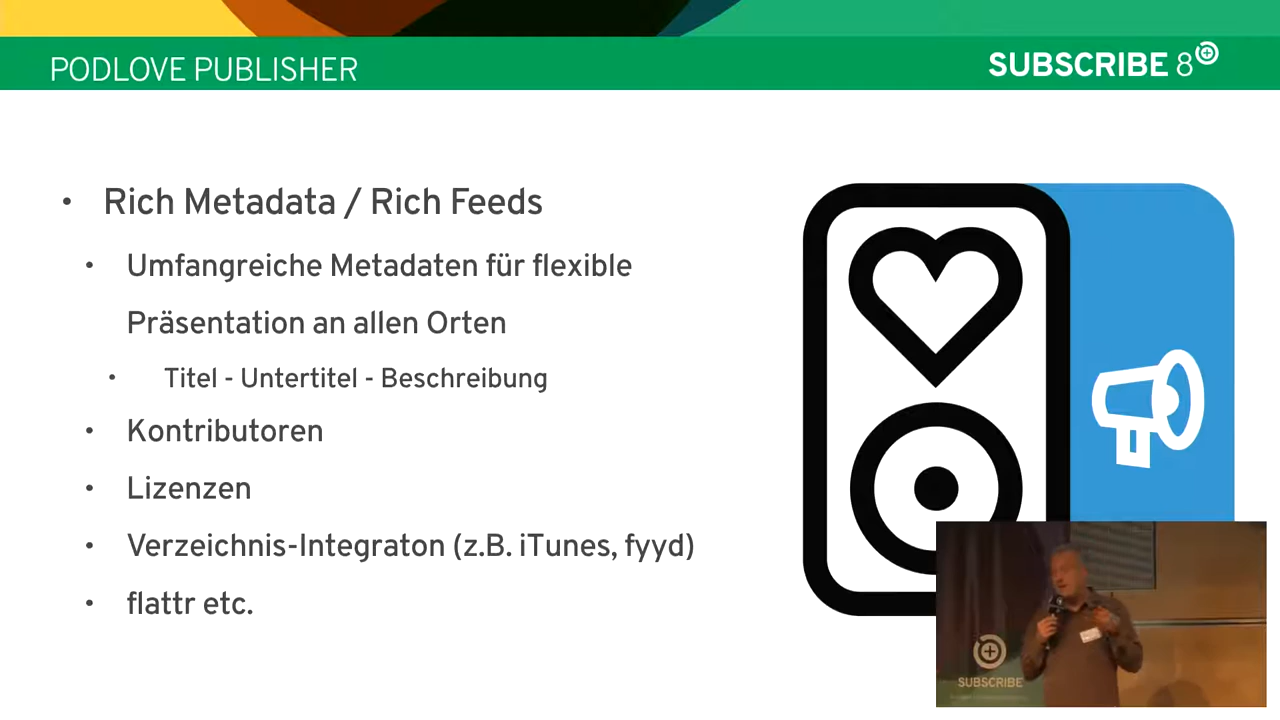 PODLOVE PUBLISHER
SUBSCRIBE 8
• Rich Metadata / Rich Feeds
• Umfangreiche Metadaten für flexible
Präsentation an allen Orten
• Titel - Untertitel - Beschreibung
• Kontributoren
• Lizenzen
• Verzeichnis-Integraton (z.B. iTunes, fyyd)
• flattr etc.
SUBSCRIBE